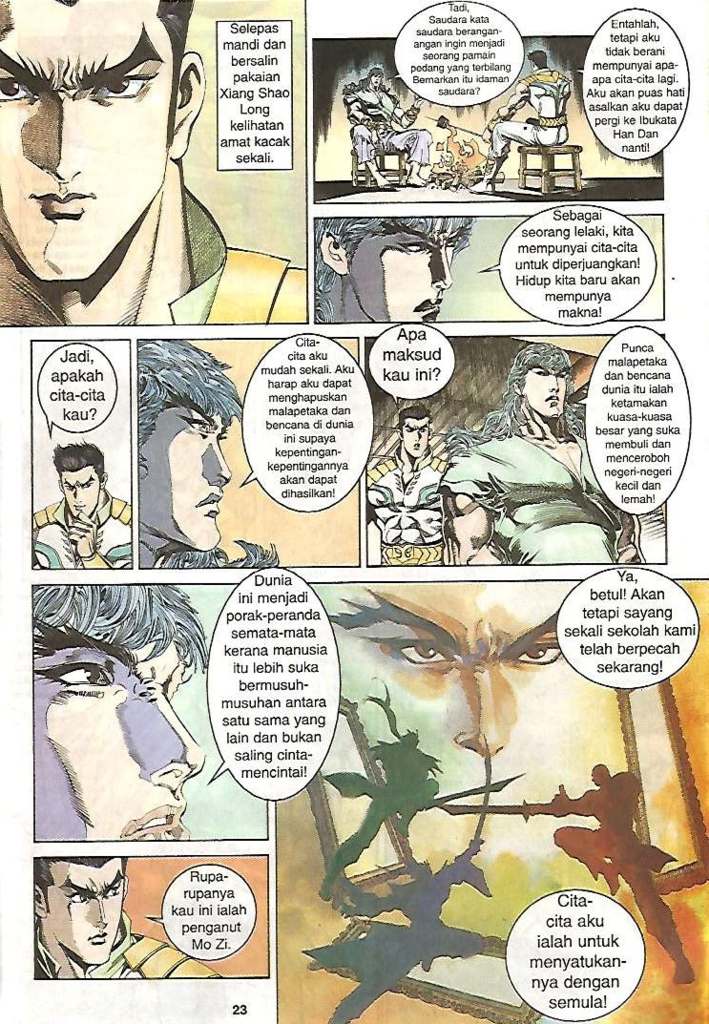 Selepas
mandi dan
bersalin
pakaian
Xiang Shao
Long
kelihatan
amat kacak
sekali.
Tadi,
Saudara kata
saudara berangan-
angan ingin menjadi
seorang pamain
pedang yang terbilang
Bemarkan itu idaman
saudara?
Entahlah,
tetapi aku
tidak berani
mempunyai apa-
apa cita-cita lagi.
Aku akan puas hati
asalkan aku dapat
pergi ke Ibukota
Han Dan
nanti!
Sebagai
seorang lelaki, kita
mempunyai cita-cita
untuk diperjuangkan!
Hidup kita baru akan
mempunya
makna!
Jadi,
apakah
cita-cita
kau?
Cita-
cita aku
mudah sekali. Aku
harap aku dapat
menghapuskan
malapetaka dan
bencana di dunia
ini supaya
kepentingan-
kepentingannya
akan dapat
dihasilkan!
Apa
maksud
kau ini?
Punca
malapetaka
dan bencana
dunia itu ialah
ketamakan
kuasa-kuasa
besar yang suka
membuli dan
menceroboh
negeri-negeri
kecil dan
lemah!
Dunia
ini menjadi
porak-peranda
semata-mata
kerana manusia
itu lebih suka
bermusuh-
musuhan antara
satu sama yang
lain dan bukan
saling cinta-
mencintai!
Ya,
betul! Akan
tetapi sayang
sekali sekolah kami
telah berpecah
sekarang!
Rupa-
rupanya
kau ini ialah
penganut
Mo Zi.
Cita-
cita aku
ialah untuk
menyatukan-
nya dengan
semula!
23